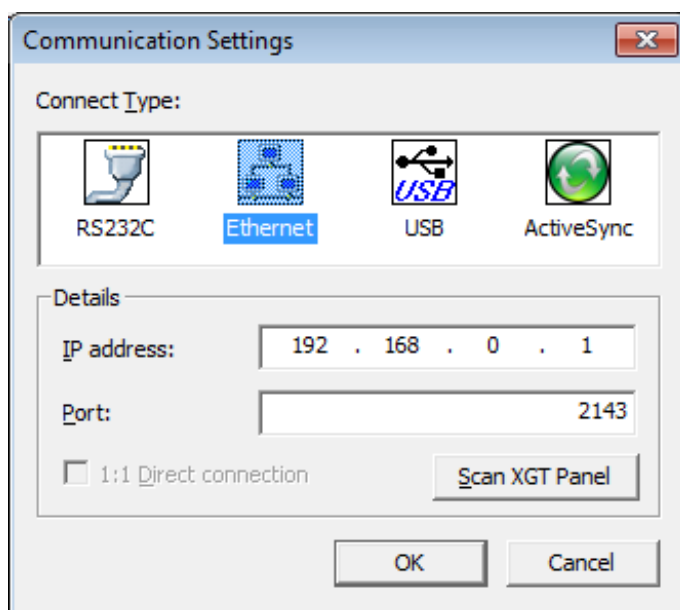 Communication Settings
Connect Type:
USB
RS232C Ethernet USB ActiveSync
Details
IP address: 192 . 168 . 0 . 1
Port: 2143
1:1 Direct connection Scan XGT Panel
OK Cancel